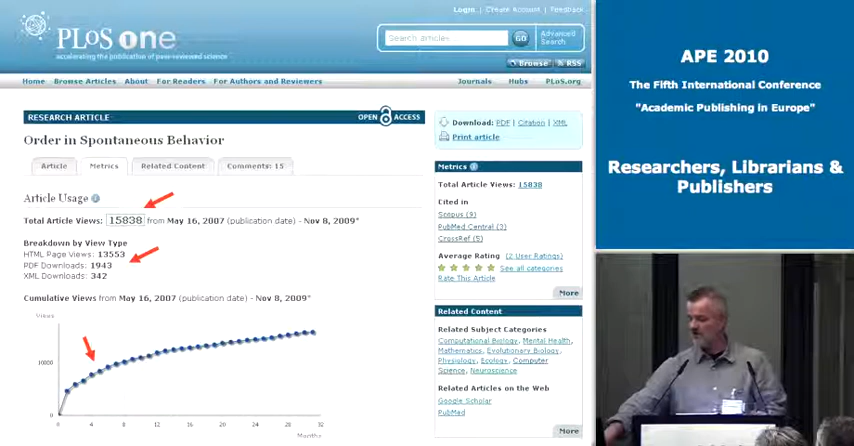 Login | Create Account | Feedback
PLoS one
accelerating the publication of peer-reviewed science
Search articles...
GO
Advanced
Search
Browse
RSS
Home Browse Articles About For Readers For Authors and Reviewers
Journals Hubs PLoS.org
RESEARCH ARTICLE
OPEN ACCESS
Order in Spontaneous Behavior
Article
Metrics
Related Content
Comments: 15
Article Usage i
Total Article Views: 15838 from May 16, 2007 (publication date) - Nov 8, 2009*
Breakdown by View Type
HTML Page Views: 13553
PDF Downloads: 1943
XML Downloads: 342
Cumulative Views from May 16, 2007 (publication date) - Nov 8, 2009*
Views
10000
0 4 8 12 16 20 24 28 32
Months
Download: PDF | Citation | XML
Print article
Metrics i
Total Article Views: 15838
Cited in
Scopus (9)
PubMed Central (3)
CrossRef (5)
Average Rating (2 User Ratings)
See all categories
Rate This Article
More
Related Content
Related Subject Categories
Computational Biology, Mental Health,
Mathematics, Evolutionary Biology,
Physiology, Ecology, Computer
Science, Neuroscience
Related Articles on the Web
Google Scholar
PubMed
More
APE 2010
The Fifth International Conference
"Academic Publishing in Europe"
Researchers, Librarians &
Publishers